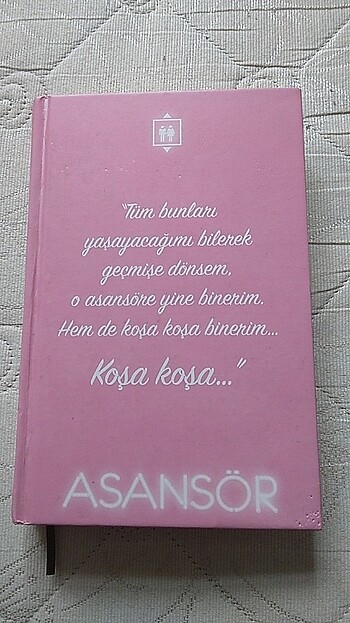 "Tüm bunları
yaşayacağımı bilerek
geçmişe dönsem,
o asansöre yine binerim.
Hem de koşa koşa binerim...
Koşa koşa..."
ASANSÖR